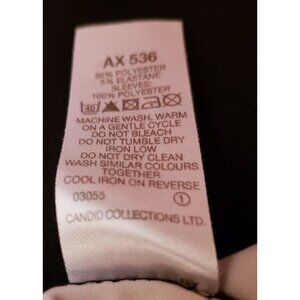 AX 536
95% POLYESTER
5% ELASTANE
SLEEVES:
100% POLYESTER
40
MACHINE WASH, WARM
ON A GENTLE CYCLE
DO NOT BLEACH
DO NOT TUMBLE DRY
IRON LOW
DO NOT DRY CLEAN
WASH SIMILAR COLOURS
TOGETHER
COOL IRON ON REVERSE
03055 1
CANDID COLLECTIONS LTD.